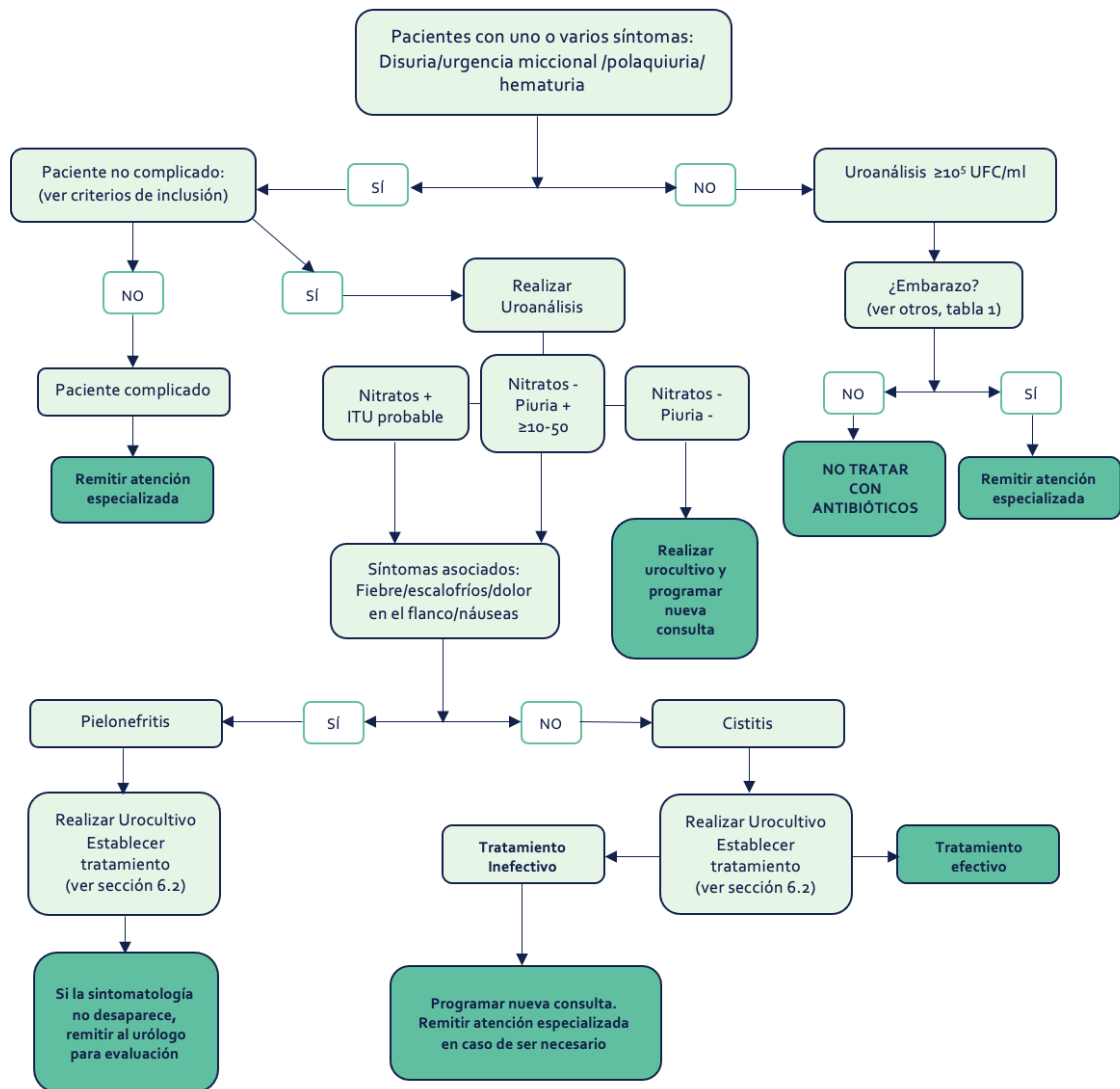 Pacientes con uno o varios síntomas:
Disuria/urgencia miccional /polaquiuria/
hematuria
Paciente no complicado:
(ver criterios de inclusión)
SÍ
NO
Uroanálisis ≥10⁵ UFC/ml
NO
SÍ
Realizar
Uroanálisis
¿Embarazo?
(ver otros, tabla 1)
Paciente complicado
Nitratos +
ITU probable
Nitratos -
Piuria +
≥10-50
Nitratos -
Piuria -
NO
SÍ
Remitir atención
especializada
NO TRATAR
CON
ANTIBIÓTICOS
Remitir atención
especializada
Síntomas asociados:
Fiebre/escalofríos/dolor
en el flanco/náuseas
Realizar
urocultivo y
programar
nueva
consulta
Pielonefritis
SÍ
NO
Cistitis
Realizar Urocultivo
Establecer
tratamiento
(ver sección 6.2)
Tratamiento
Inefectivo
Realizar Urocultivo
Establecer
tratamiento
(ver sección 6.2)
Tratamiento
efectivo
Si la sintomatología
no desaparece,
remitir al urólogo
para evaluación
Programar nueva consulta.
Remitir atención especializada
en caso de ser necesario